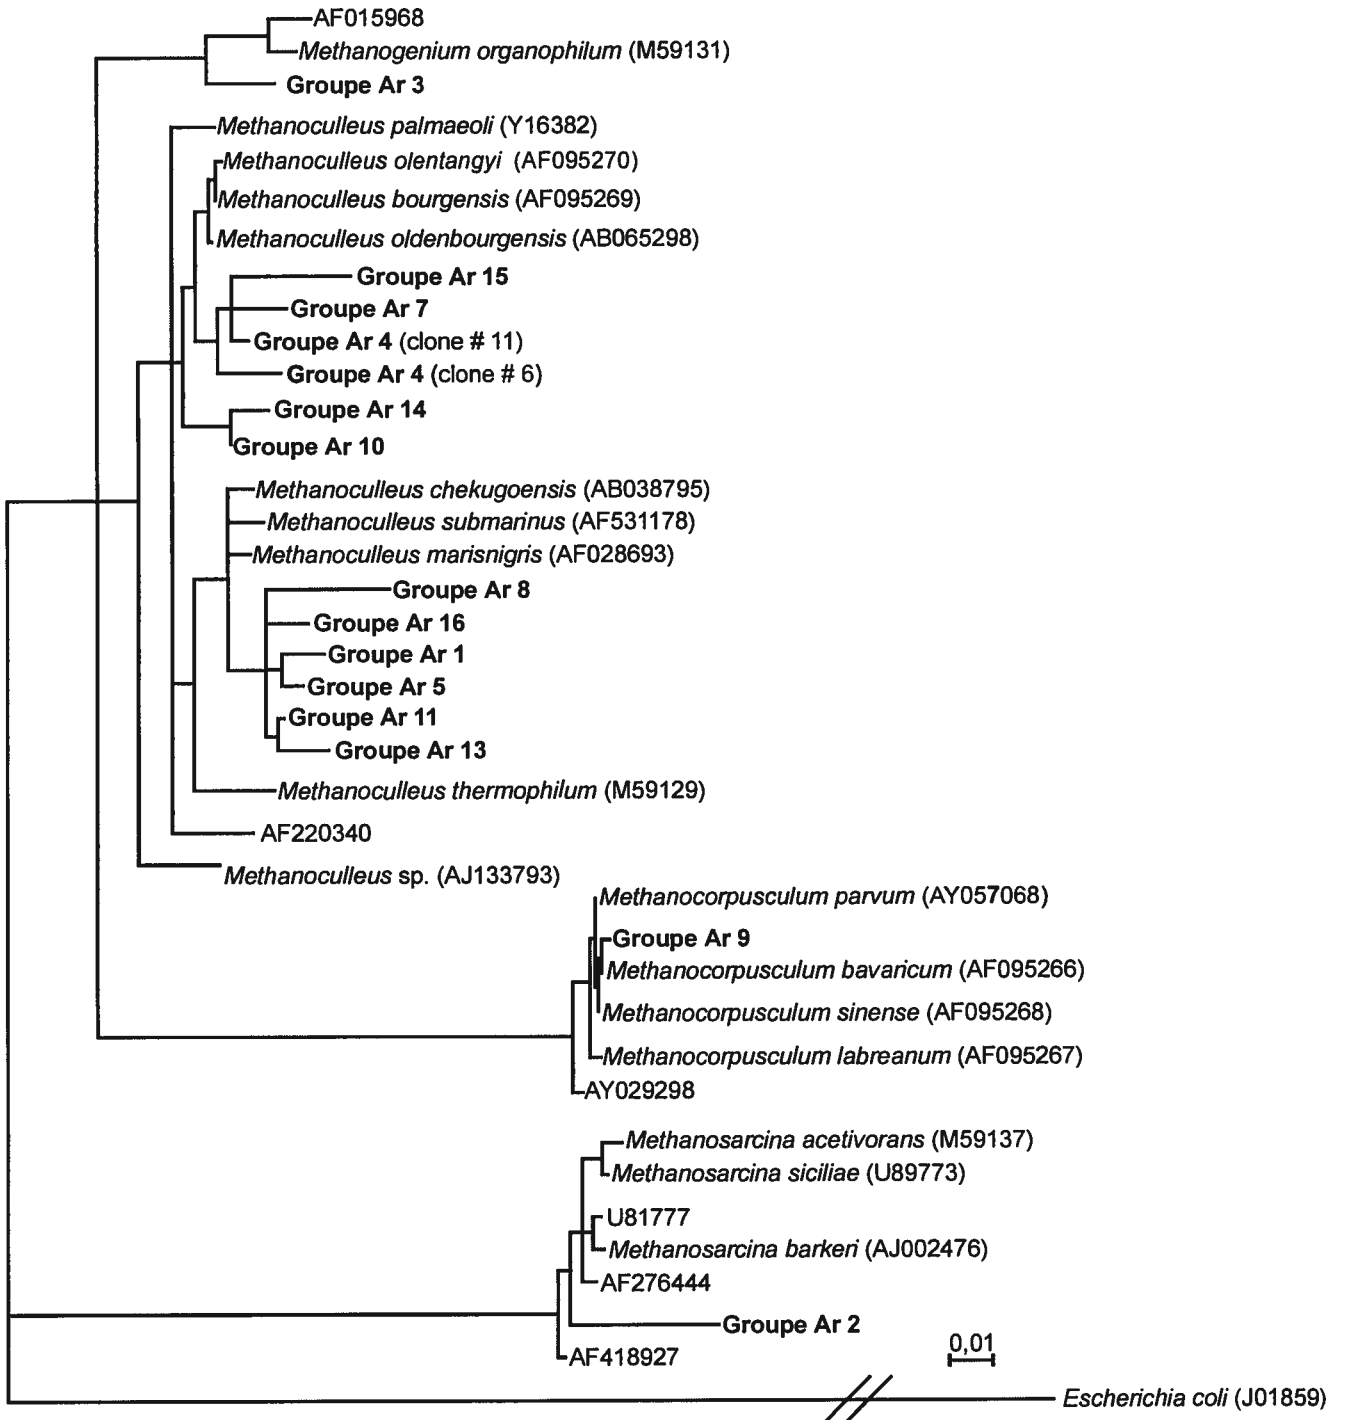 AF015968
Methanogenium organophilum (M59131)
Groupe Ar 3
Methanoculleus palmaeoli (Y16382)
Methanoculleus olentangyi (AF095270)
Methanoculleus bourgensis (AF095269)
Methanoculleus oldenbourgensis (AB065298)
Groupe Ar 15
Groupe Ar 7
Groupe Ar 4 (clone # 11)
Groupe Ar 4 (clone # 6)
Groupe Ar 14
Groupe Ar 10
Methanoculleus chekugoensis (AB038795)
Methanoculleus submarinus (AF531178)
Methanoculleus marisnigris (AF028693)
Groupe Ar 8
Groupe Ar 16
Groupe Ar 1
Groupe Ar 5
Groupe Ar 11
Groupe Ar 13
Methanoculleus thermophilum (M59129)
AF220340
Methanoculleus sp. (AJ133793)
Methanocorpusculum parvum (AY057068)
Groupe Ar 9
Methanocorpusculum bavaricum (AF095266)
Methanocorpusculum sinense (AF095268)
Methanocorpusculum labreanum (AF095267)
AY029298
Methanosarcina acetivorans (M59137)
Methanosarcina siciliae (U89773)
U81777
Methanosarcina barkeri (AJ002476)
AF276444
Groupe Ar 2
0,01
AF418927
Escherichia coli (J01859)